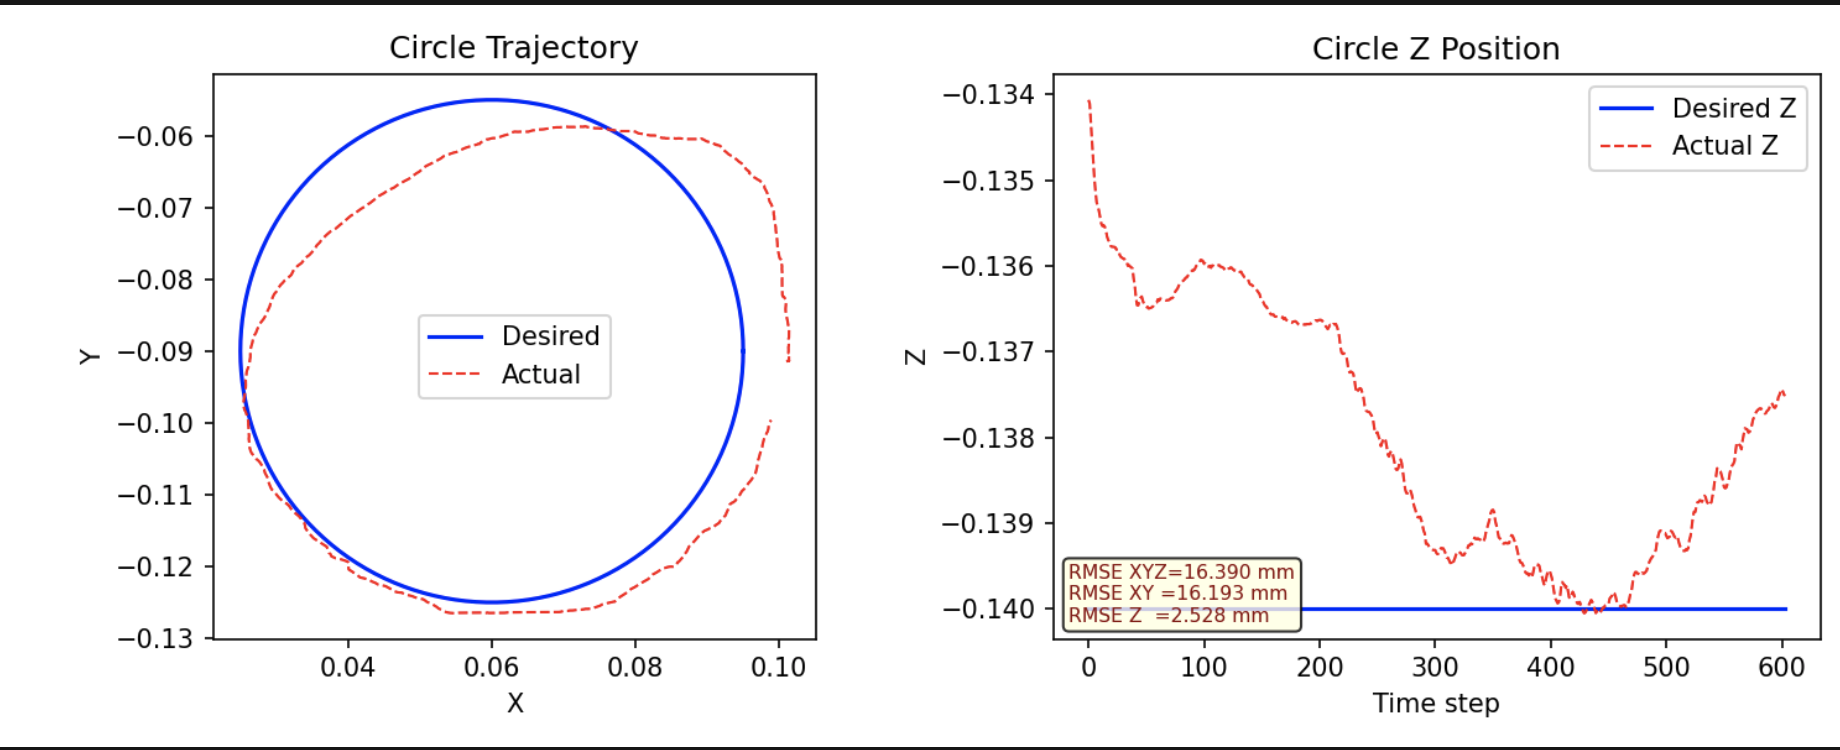 Circle Trajectory
−0.06
−0.07
−0.08
−0.09
−0.10
−0.11
−0.12
−0.13
Y
Desired
Actual
0.04 0.06 0.08 0.10
X
Circle Z Position
−0.134
−0.135
−0.136
−0.137
−0.138
−0.139
−0.140
Z
Desired Z
Actual Z
RMSE XYZ=16.390 mm
RMSE XY =16.193 mm
RMSE Z =2.528 mm
0 100 200 300 400 500 600
Time step